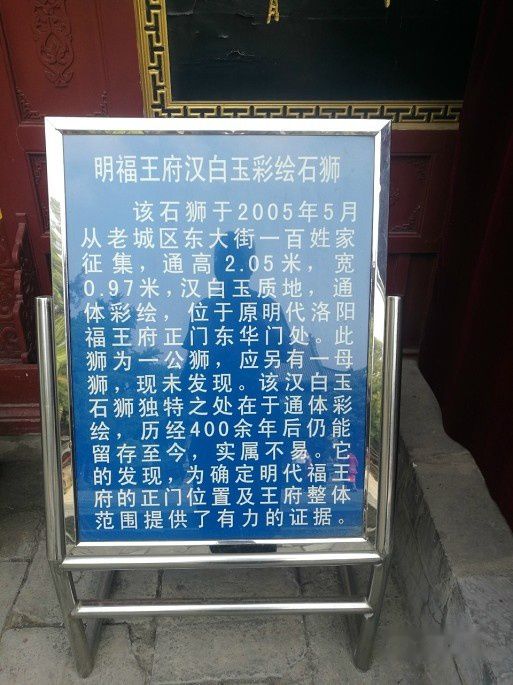 明福王府汉白玉彩绘石狮
该石狮于2005年5月
从老城区东大街一百姓家
征集，通高2.05米，宽
0.97米，汉白玉质地，通
体彩绘，位于原明代洛阳
福王府正门东华门处。此
狮为一公狮，应另有一母
狮，现未发现。该汉白玉
石狮独特之处在于通体彩
绘，历经400余年后仍能
留存至今，实属不易。它
的发现，为确定明代福王
府的正门位置及王府整体
范围提供了有力的证据。